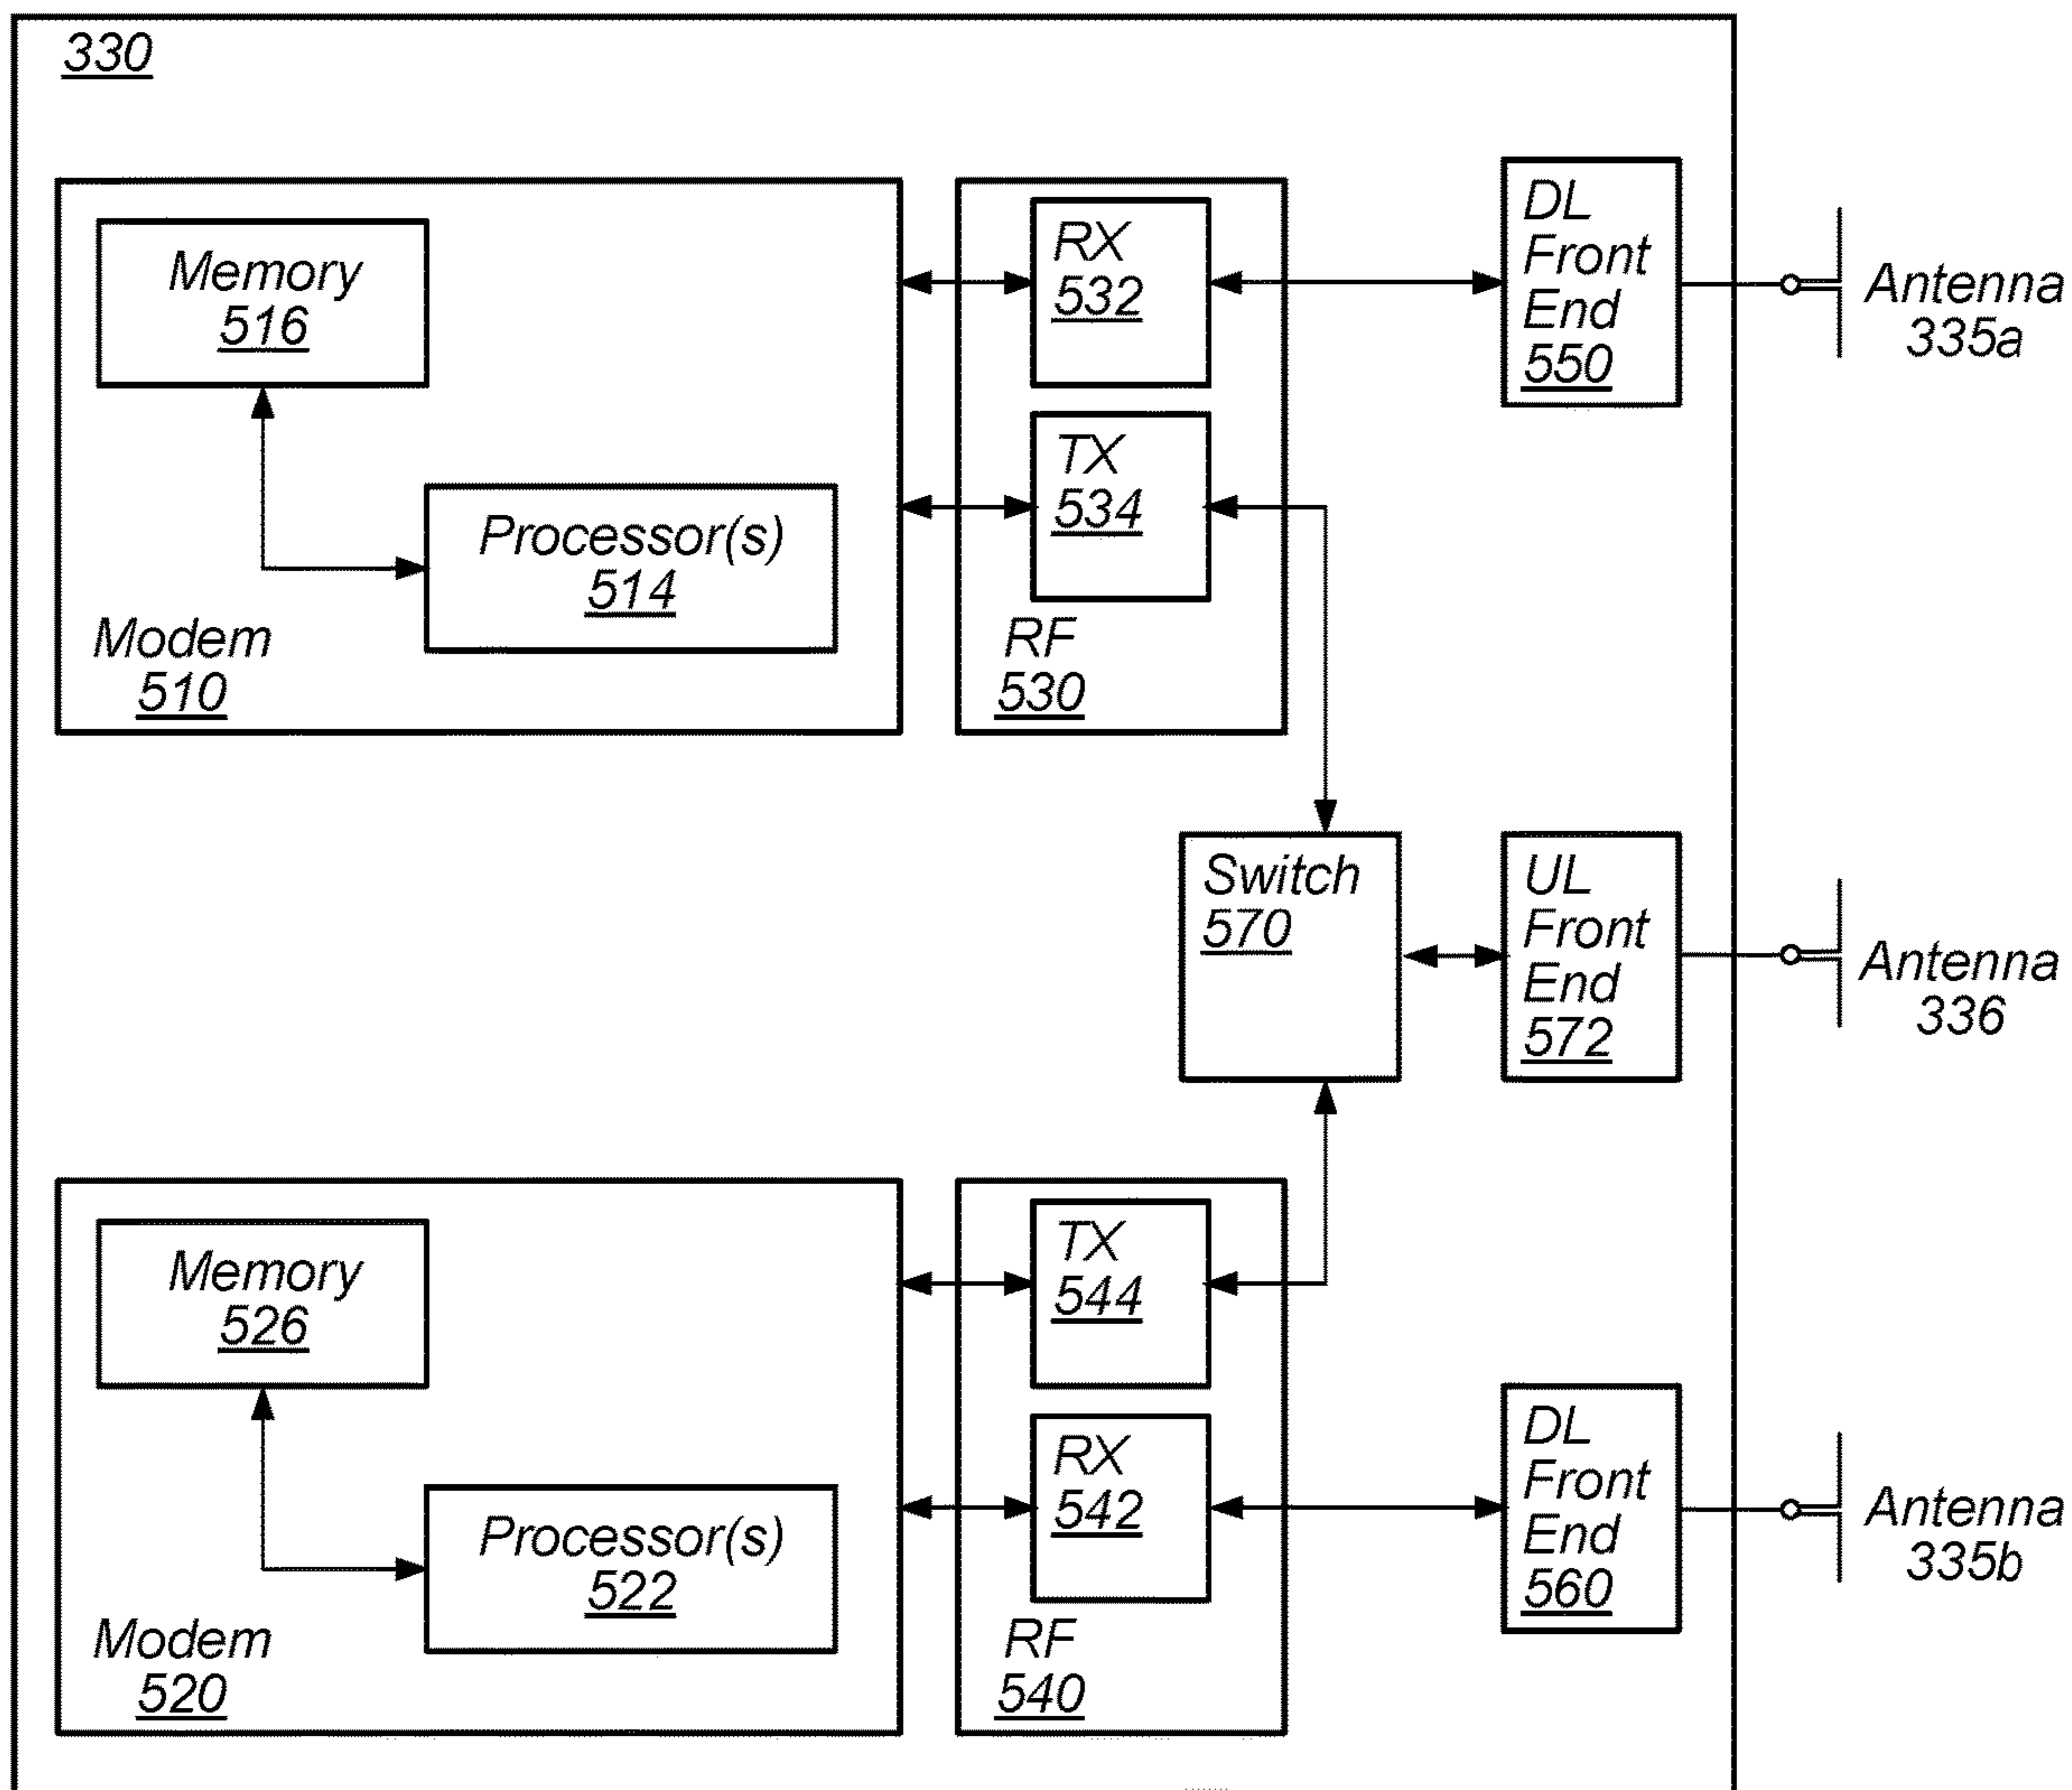 330
Memory
516
Processor(s)
514
Modem
510
RX
532
TX
534
RF
530
DL
Front
End
550
Antenna
335a
Switch
570
UL
Front
End
572
Antenna
336
Memory
526
Processor(s)
522
Modem
520
TX
544
RX
542
RF
540
DL
Front
End
560
Antenna
335b